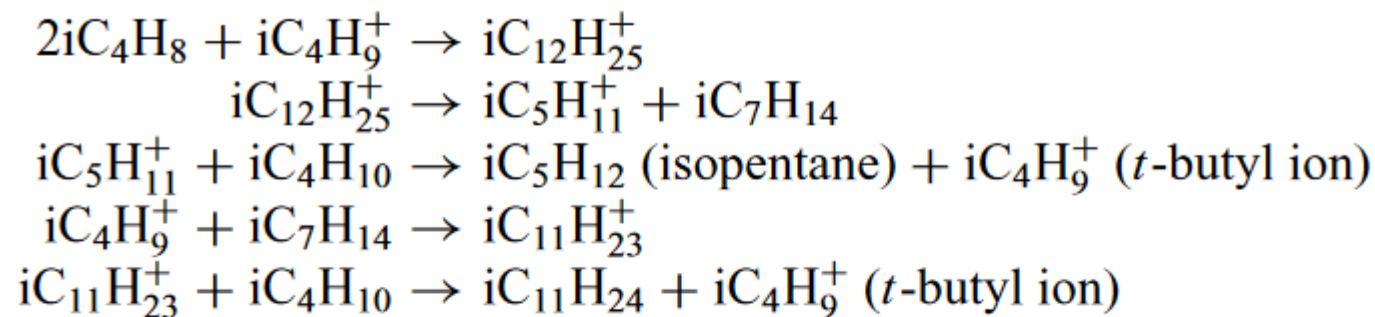 2iC₄H₈ + iC₄H₉⁺ → iC₁₂H₂₅⁺
iC₁₂H₂₅⁺ → iC₅H₁₁⁺ + iC₇H₁₄
iC₅H₁₁⁺ + iC₄H₁₀ → iC₅H₁₂ (isopentane) + iC₄H₉⁺ (t-butyl ion)
iC₄H₉⁺ + iC₇H₁₄ → iC₁₁H₂₃⁺
iC₁₁H₂₃⁺ + iC₄H₁₀ → iC₁₁H₂₄ + iC₄H₉⁺ (t-butyl ion)